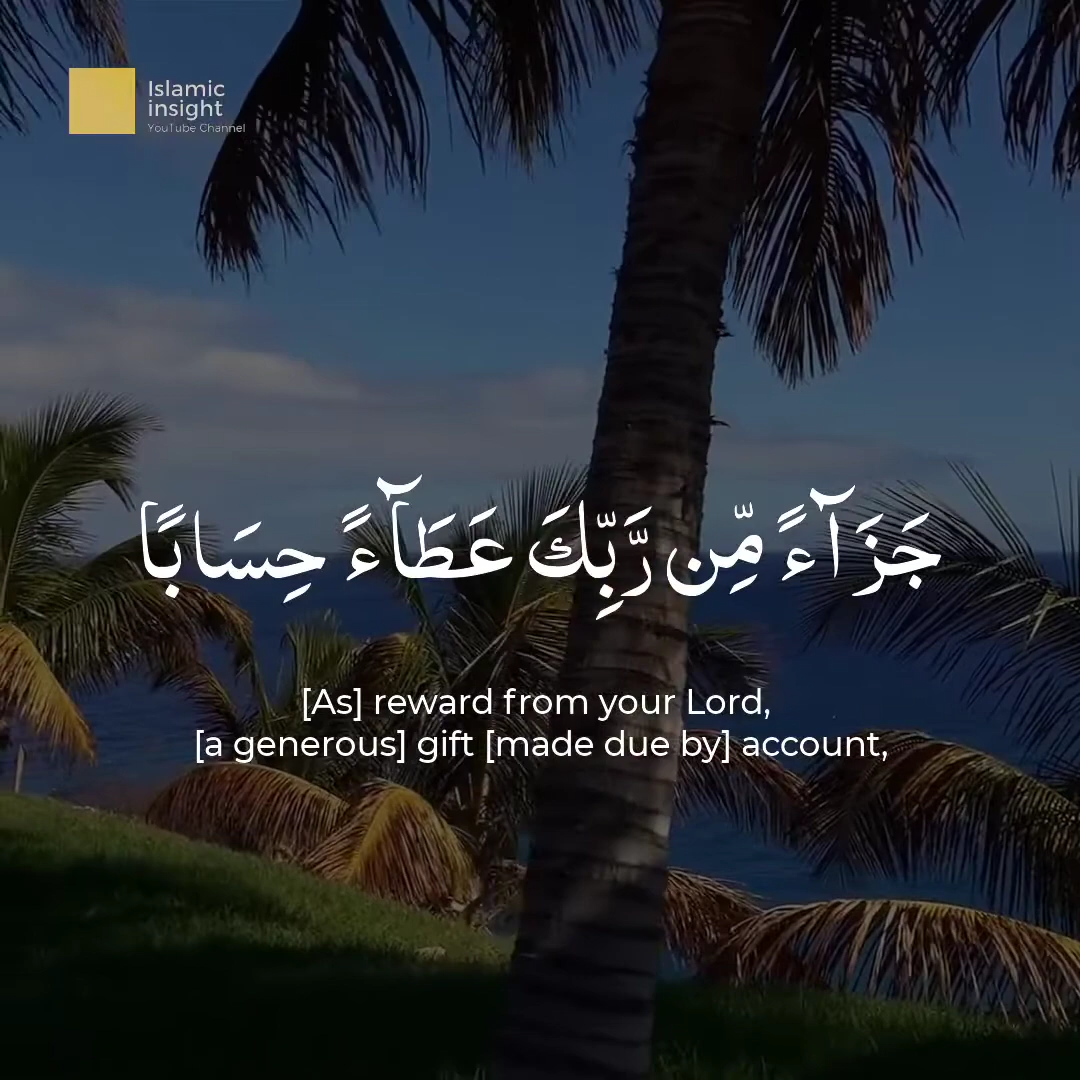 Islamic
insight
YouTube Channel
جَزَآءً مِّن رَّبِّكَ عَطَآءً حِسَابًا
[As] reward from your Lord,
[a generous] gift [made due by] account,